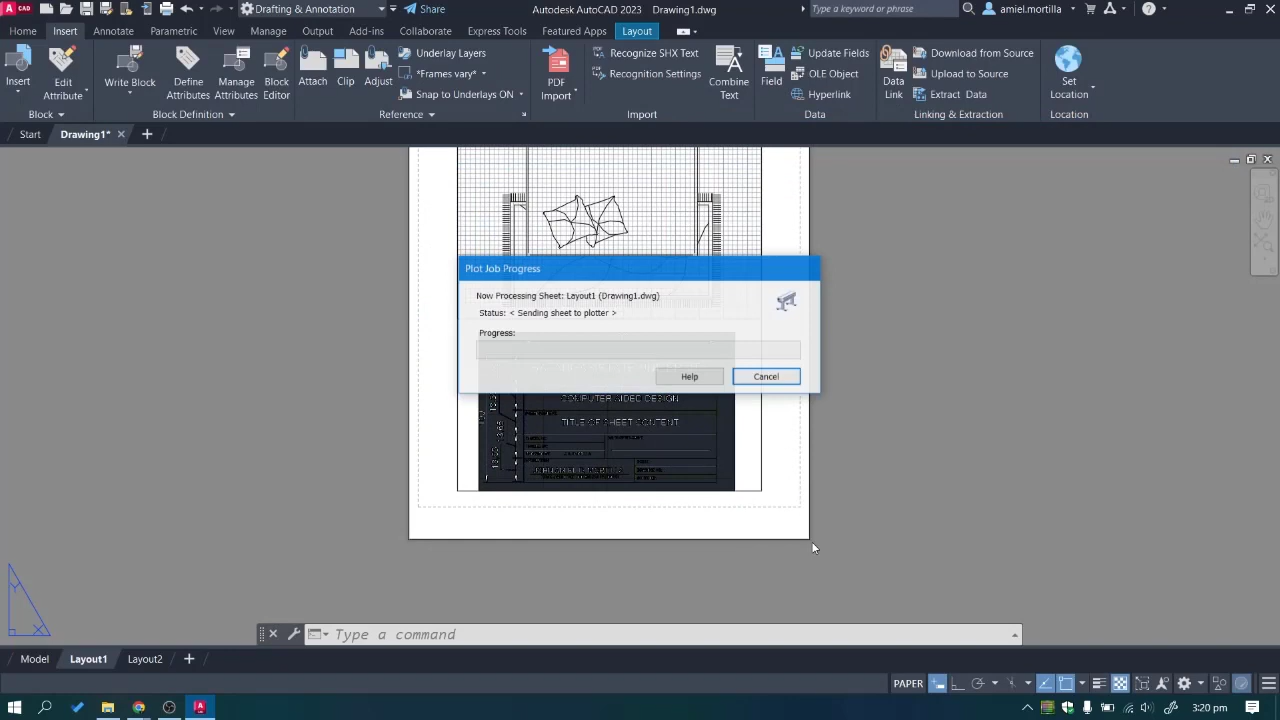 CAD
Drafting & Annotation
Share
Autodesk AutoCAD 2023 Drawing1.dwg
Type a keyword or phrase
amiel.mortilla
Home Insert Annotate Parametric View Manage Output Add-ins Collaborate Express Tools Featured Apps Layout
Insert
Edit
Attribute
Write Block
Define
Attributes
Manage
Attributes
Block
Editor
Attach
Clip
Adjust
Underlay Layers
*Frames vary*
Snap to Underlays ON
PDF
Import
Recognize SHX Text
Recognition Settings
Combine
Text
Field
Update Fields
OLE Object
Hyperlink
Data
Link
Download from Source
Upload to Source
Extract Data
Set
Location
Block
Block Definition
Reference
Import
Data
Linking & Extraction
Location
Start
Drawing1*
Plot Job Progress
Now Processing Sheet: Layout1 (Drawing1.dwg)
Status: < Sending sheet to plotter >
Progress:
Help
Cancel
COMPUTER AIDED DESIGN
TITLE OF SHEET CONTENT
Y
X
Type a command
Model
Layout1
Layout2
PAPER
3:20 pm